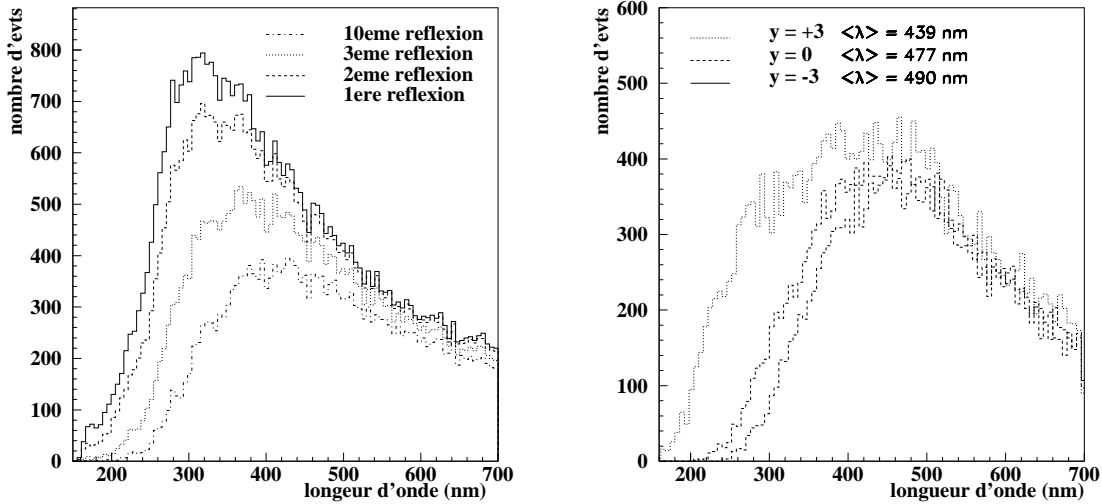 nombre d'evts
800
700
600
500
400
300
200
100
0
10eme reflexion
3eme reflexion
2eme reflexion
1ere reflexion
200 300 400 500 600 700
longeur d'onde (nm)
nombre d'evts
600
500
400
300
200
100
0
y = +3 <λ> = 439 nm
y = 0 <λ> = 477 nm
y = -3 <λ> = 490 nm
200 300 400 500 600 700
longueur d'onde (nm)